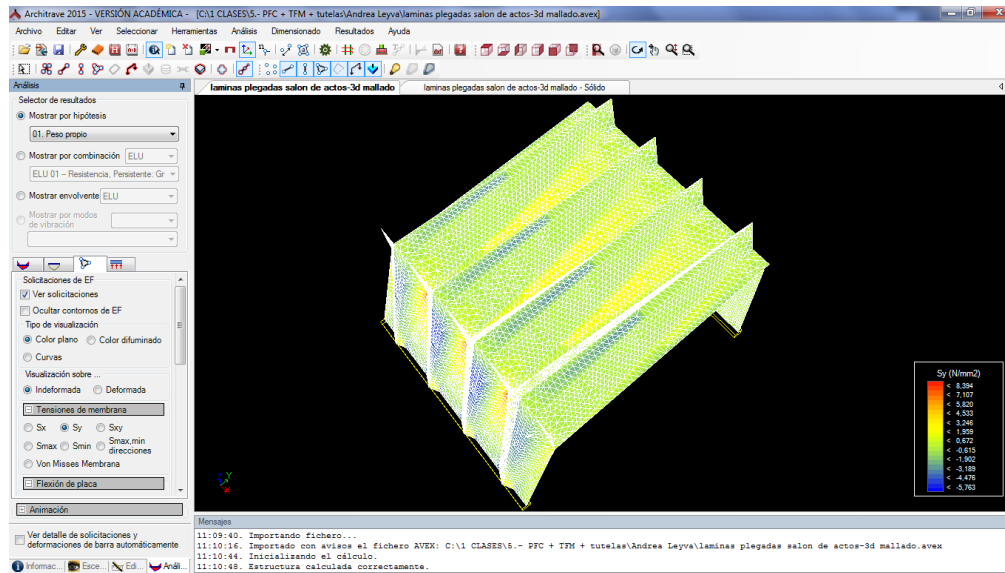 Architrave 2015 - VERSIÓN ACADÉMICA - [C:\1 CLASES\5.- PFC + TFM + tutelas\Andrea Leyva\laminas plegadas salon de actos-3d mallado.avex]
Archivo Editar Ver Seleccionar Herramientas Análisis Dimensionado Resultados Ayuda
Análisis
laminas plegadas salon de actos-3d mallado
laminas plegadas salon de actos-3d mallado - Sólido
Selector de resultados
Mostrar por hipótesis
01. Peso propio
Mostrar por combinación ELU
ELU 01 – Resistencia, Persistente: Gr
Mostrar envolvente ELU
Mostrar por modos
de vibración
Solicitaciones de EF
Ver solicitaciones
Ocultar contornos de EF
Tipo de visualización
Color plano Color difuminado
Curvas
Visualización sobre ...
Indeformada Deformada
Tensiones de membrana
Sx Sy Sxy
Smax Smin Smax,min
direcciones
Von Misses Membrana
Flexión de placa
Animación
Ver detalle de solicitaciones y
deformaciones de barra automáticamente
Informac... Esce... Edi... Análi...
Sy (N/mm2)
< 8,394
< 7,107
< 5,820
< 4,533
< 3,246
< 1,959
< 0,672
< -0,615
< -1,902
< -3,189
< -4,476
< -5,763
Z Y
X
Mensajes
11:09:40. Importando fichero...
11:10:16. Importado con avisos el fichero AVEX: C:\1 CLASES\5.- PFC + TFM + tutelas\Andrea Leyva\laminas plegadas salon de actos-3d mallado.avex
11:10:44. Inicializando el cálculo.
11:10:48. Estructura calculada correctamente.